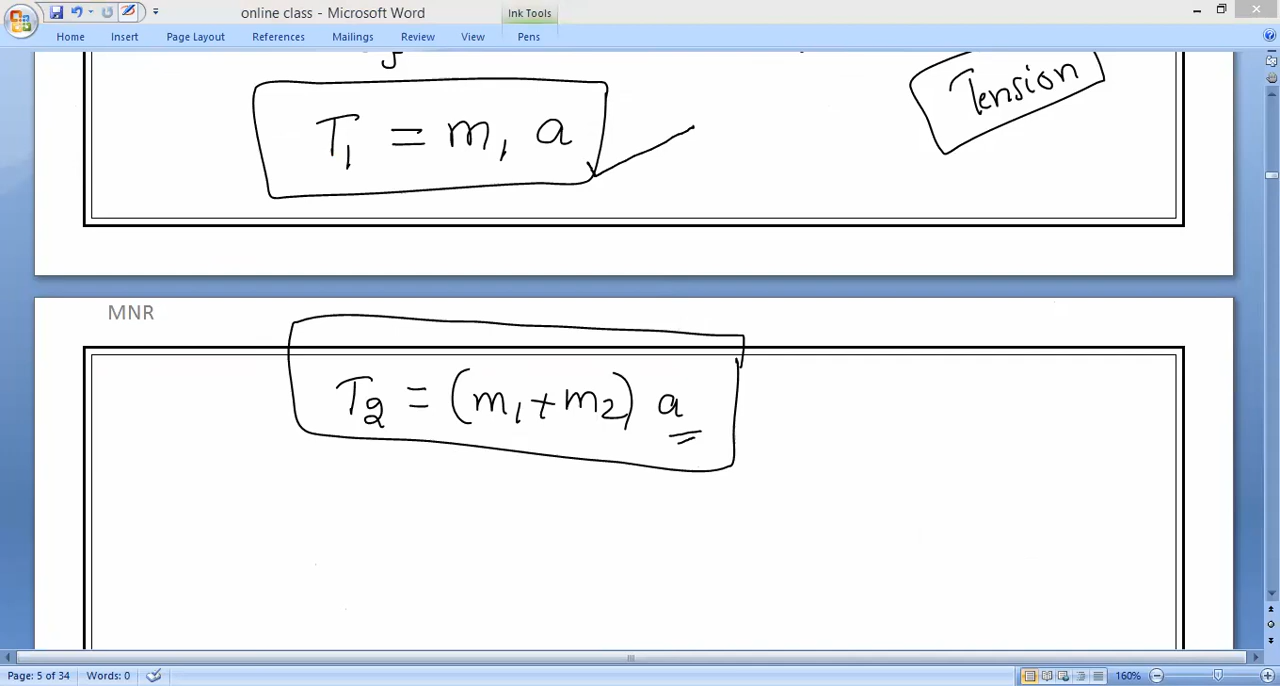 online class - Microsoft Word
Ink Tools
Home Insert Page Layout References Mailings Review View Pens
Tension
T₁ = m₁ a
MNR
T₂ = (m₁+m₂) a
Page: 5 of 34 Words: 0 160%